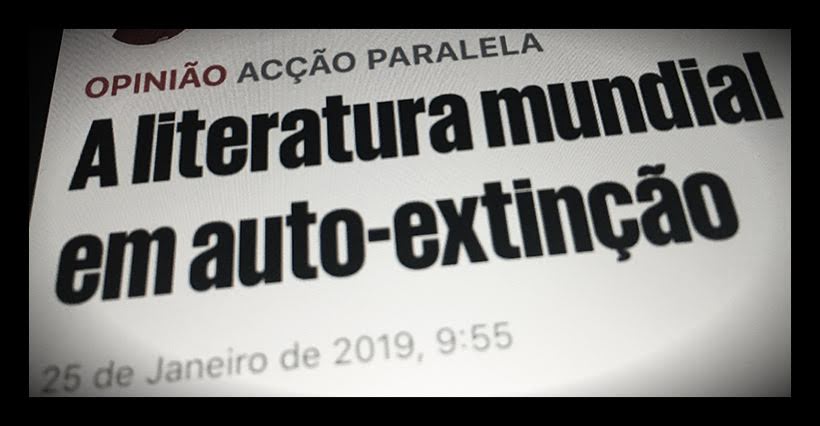 OPINIÃO ACÇÃO PARALELA
A literatura mundial
em auto-extinção
25 de Janeiro de 2019, 9:55